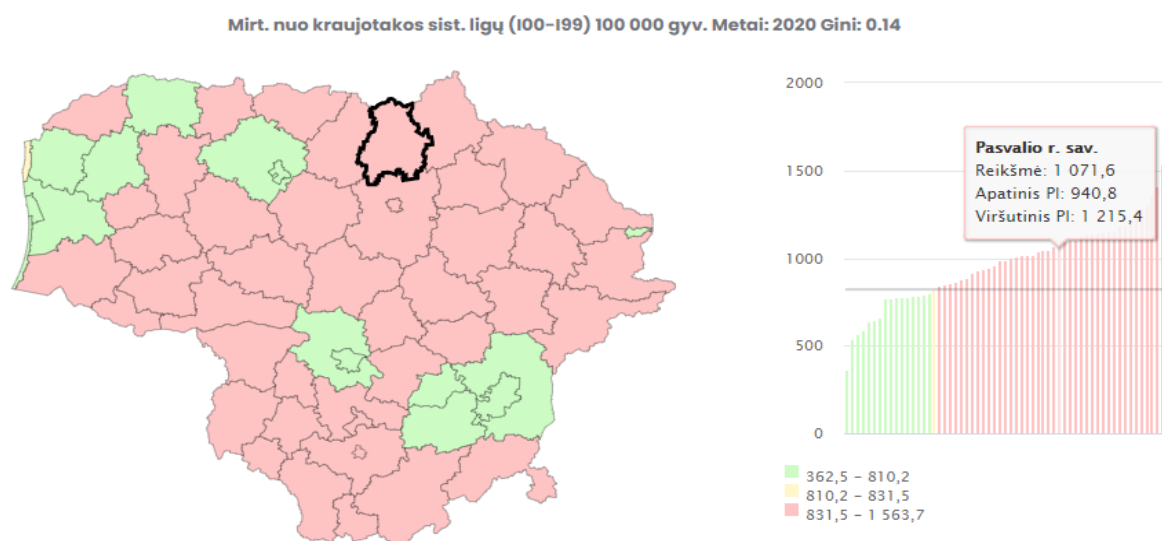 Mirt. nuo kraujotakos sist. ligų (I00-I99) 100 000 gyv. Metai: 2020 Gini: 0.14
2000
1500
1000
500
0
Pasvalio r. sav.
Reikšmė: 1 071,6
Apatinis PI: 940,8
Viršutinis PI: 1 215,4
362,5 – 810,2
810,2 – 831,5
831,5 – 1 563,7